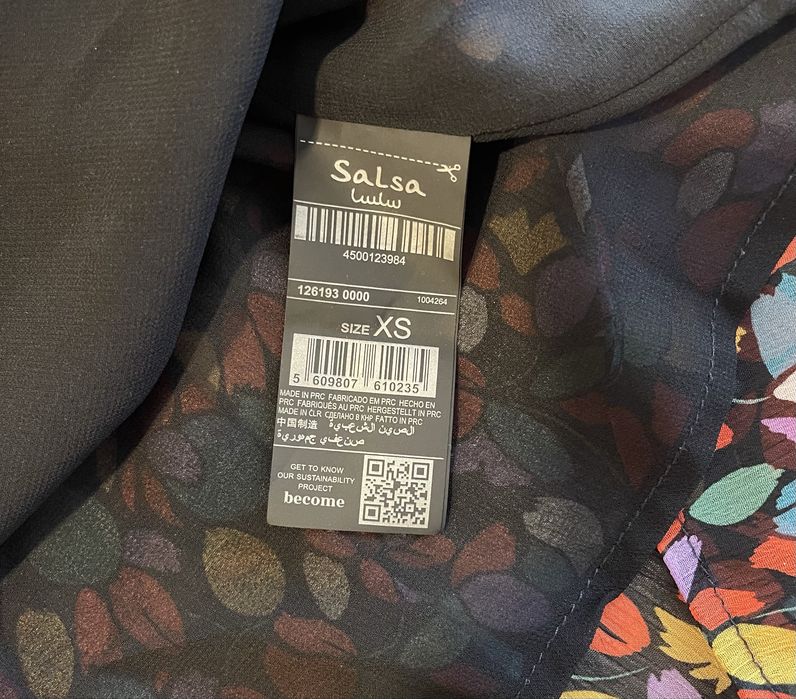 Salsa
سلسا
4500123984
126193 0000 1004264
SIZE XS
5 609807 610235
MADE IN PRC FABRICADO EM PRC HECHO EN
PRC FABRIQUÉS AU PRC HERGESTELLT IN PRC
MADE IN ČLR СДЕЛАНО В КНР FATTO IN PRC
中国制造 الصين الشعبية
صنع في جمهورية
GET TO KNOW
OUR SUSTAINABILITY
PROJECT
become